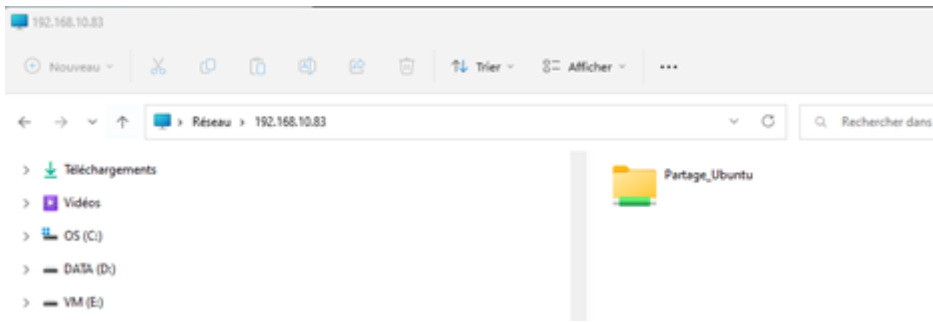 192.168.10.83
Nouveau
Trier
Afficher
Réseau > 192.168.10.83
Rechercher dans
Téléchargements
Partage_Ubuntu
Vidéos
OS (C:)
DATA (D:)
VM (E:)